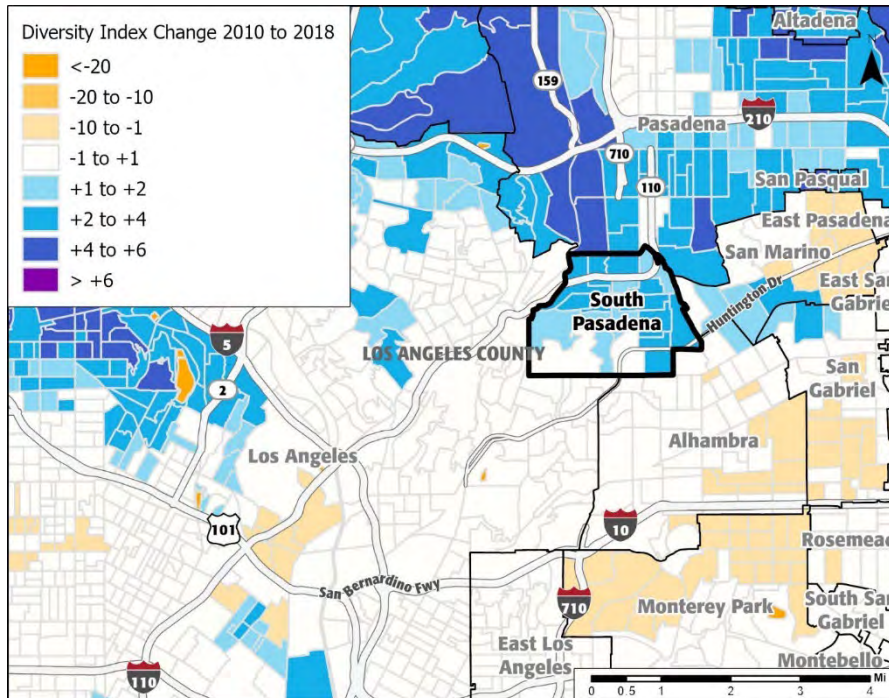 Diversity Index Change 2010 to 2018
<-20
-20 to -10
-10 to -1
-1 to +1
+1 to +2
+2 to +4
+4 to +6
> +6
Altadena
159
Pasadena
210
710
110
San Pasqual
East Pasadena
San Marino
East San
Gabriel
Huntington Dr
South
Pasadena
5
LOS ANGELES COUNTY
2
San
Gabriel
Alhambra
Los Angeles
101
10
Rosemead
San Bernardino Fwy
710
Monterey Park
South San
Gabriel
East Los
Angeles
Montebello
110
0 0.5 1 2 3 4